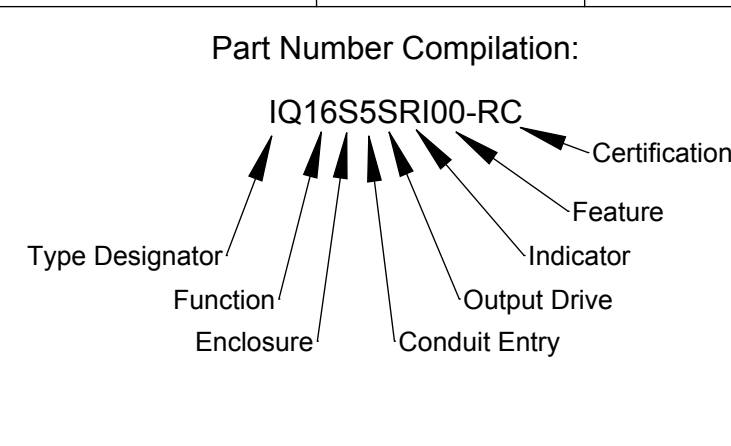 Part Number Compilation:
IQ16S5SRI00-RC
Certification
Feature
Type Designator
Indicator
Function
Output Drive
Enclosure
Conduit Entry